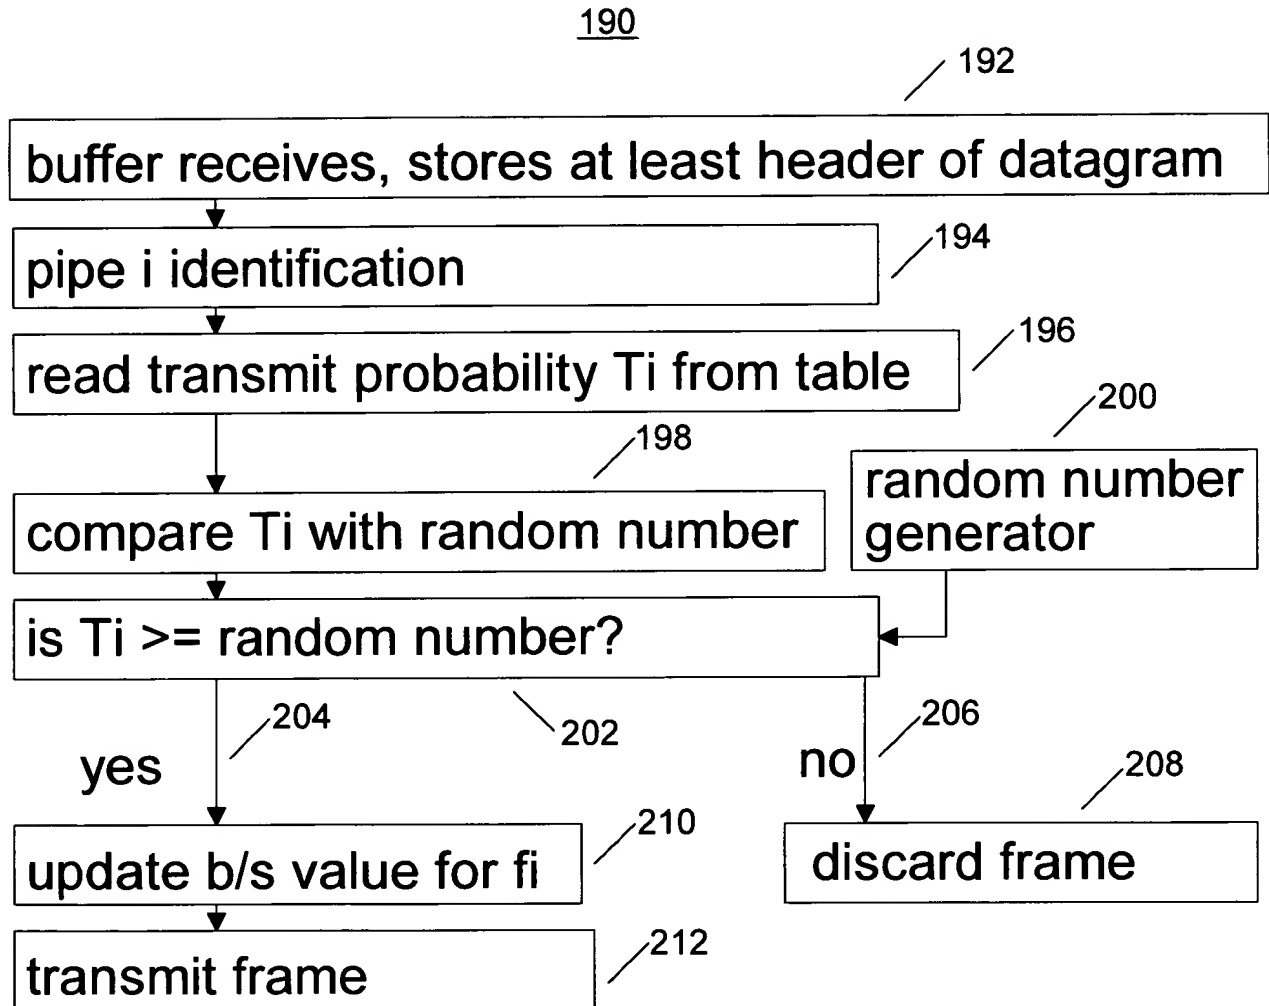 190
192
buffer receives, stores at least header of datagram
194
pipe i identification
196
read transmit probability Ti from table
200
198
random number
generator
compare Ti with random number
is Ti >= random number?
204
202
206
yes
no
208
210
update b/s value for fi
discard frame
212
transmit frame